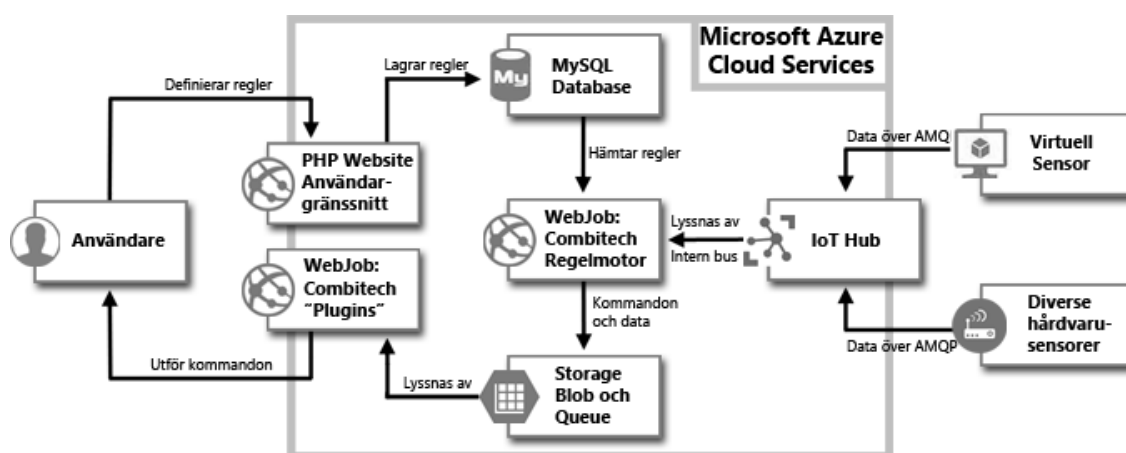 Microsoft Azure
Cloud Services
Definierar regler
Lagrar regler
My
MySQL
Database
Hämtar regler
Data över AMQ
Virtuell
Sensor
PHP Website
Användar-
gränssnitt
Användare
WebJob:
Combitech
"Plugins"
WebJob:
Combitech
Regelmotor
Lyssnas av
Intern bus
IoT Hub
Kommandon
och data
Diverse
hårdvaru-
sensorer
Data över AMQP
Utför kommandon
Lyssnas av
Storage
Blob och
Queue